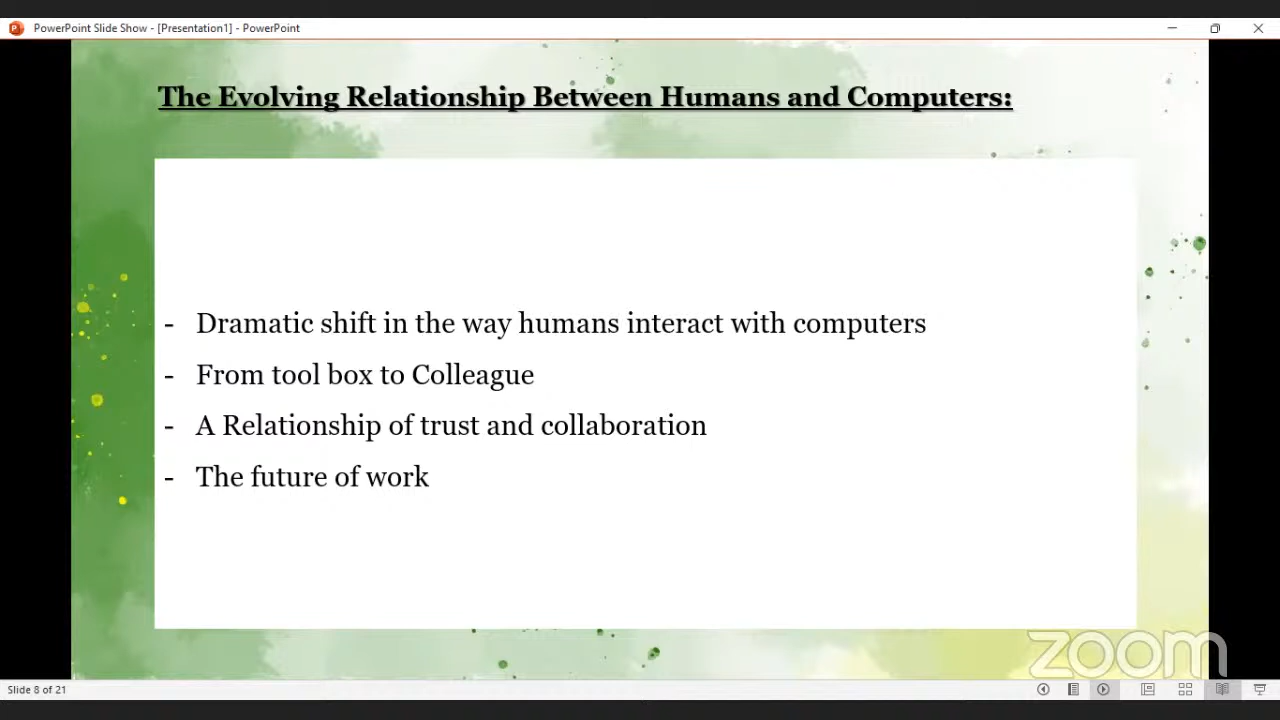 PowerPoint Slide Show - [Presentation1] - PowerPoint
The Evolving Relationship Between Humans and Computers:
- Dramatic shift in the way humans interact with computers
- From tool box to Colleague
- A Relationship of trust and collaboration
- The future of work
zoom
Slide 8 of 21